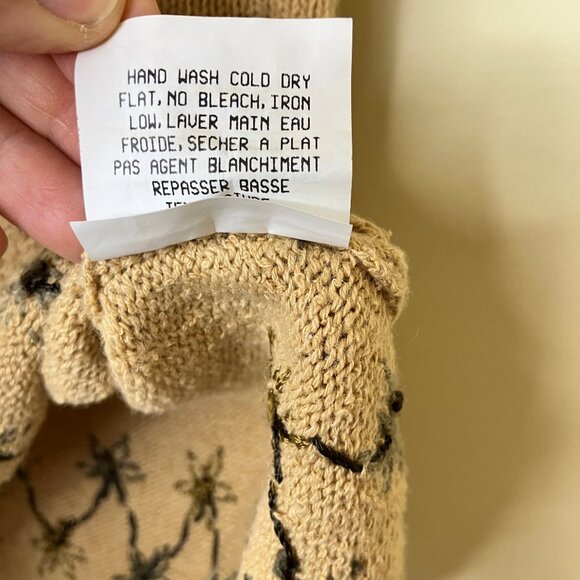 HAND WASH COLD DRY
FLAT, NO BLEACH, IRON
LOW, LAVER MAIN EAU
FROIDE, SECHER A PLAT
PAS AGENT BLANCHIMENT
REPASSER BASSE